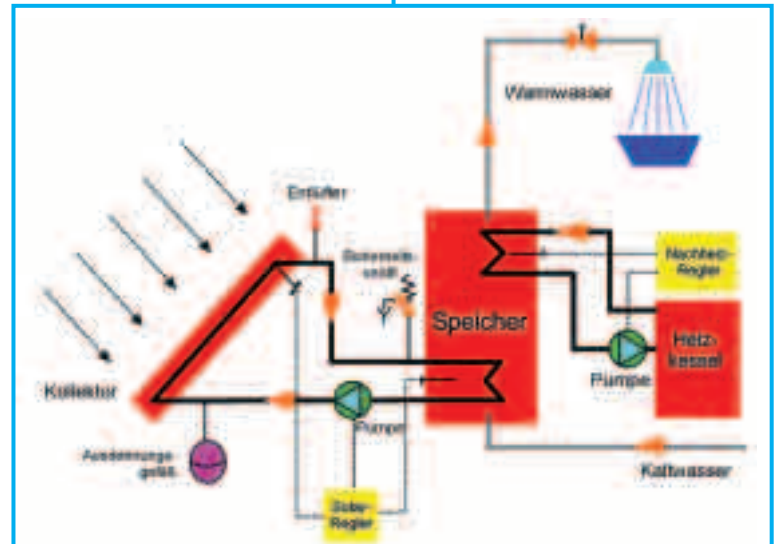 Warmwasser
Entlüfter
Speicher
Nachheiz-
Regler
Heiz-
kessel
Pumpe
Kollektor
Pumpe
Kaltwasser
Solar-
Regler